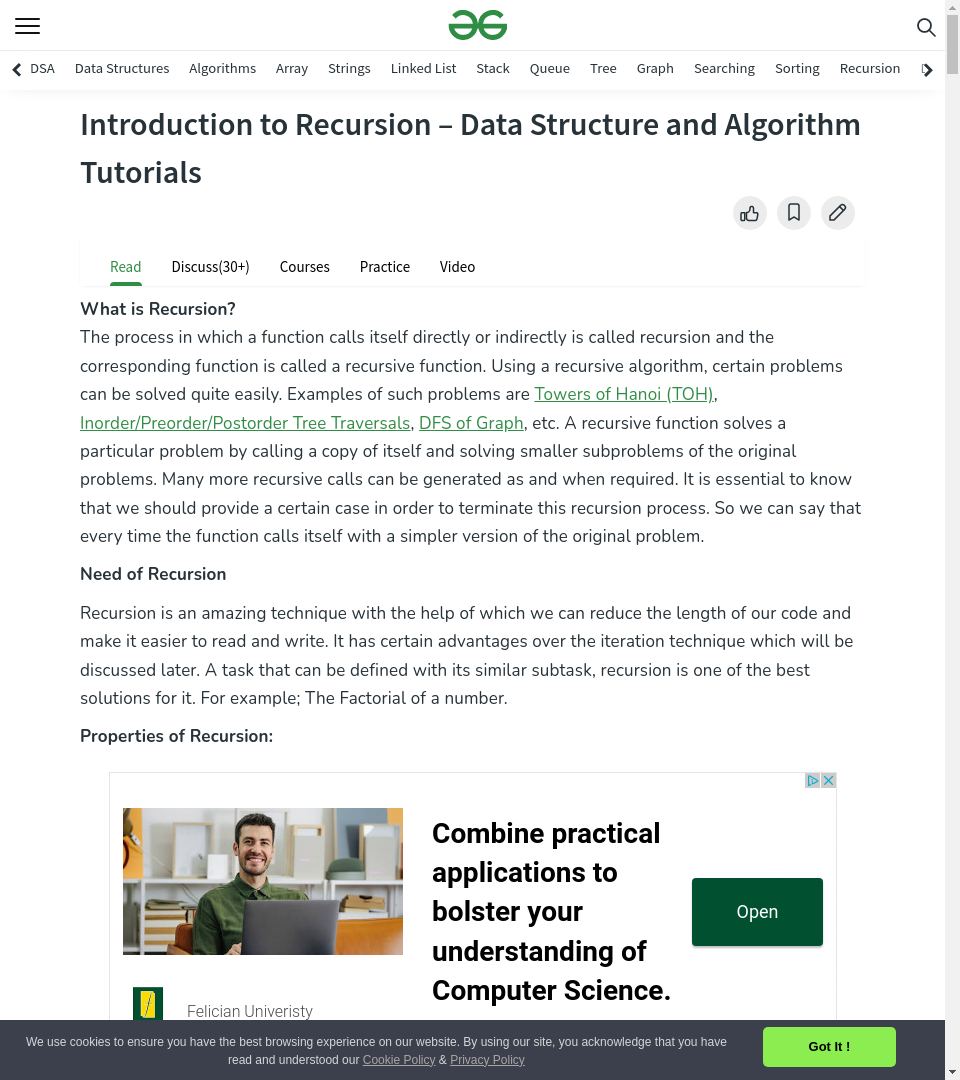 DSA Data Structures Algorithms Array Strings Linked List Stack Queue Tree Graph Searching Sorting Recursion
Introduction to Recursion – Data Structure and Algorithm
Tutorials
Read Discuss(30+) Courses Practice Video
What is Recursion?
The process in which a function calls itself directly or indirectly is called recursion and the
corresponding function is called a recursive function. Using a recursive algorithm, certain problems
can be solved quite easily. Examples of such problems are Towers of Hanoi (TOH),
Inorder/Preorder/Postorder Tree Traversals, DFS of Graph, etc. A recursive function solves a
particular problem by calling a copy of itself and solving smaller subproblems of the original
problems. Many more recursive calls can be generated as and when required. It is essential to know
that we should provide a certain case in order to terminate this recursion process. So we can say that
every time the function calls itself with a simpler version of the original problem.
Need of Recursion
Recursion is an amazing technique with the help of which we can reduce the length of our code and
make it easier to read and write. It has certain advantages over the iteration technique which will be
discussed later. A task that can be defined with its similar subtask, recursion is one of the best
solutions for it. For example; The Factorial of a number.
Properties of Recursion:
Combine practical
applications to
bolster your
understanding of
Computer Science.
Open
Felician Univeristy
We use cookies to ensure you have the best browsing experience on our website. By using our site, you acknowledge that you have
read and understood our Cookie Policy & Privacy Policy
Got It !